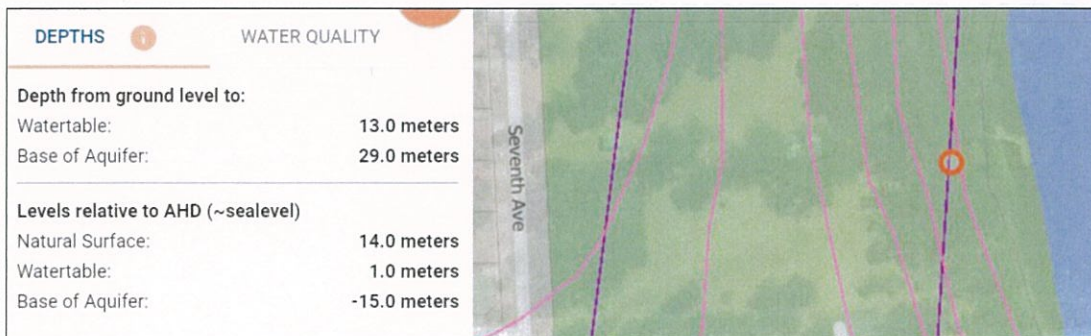 DEPTHS
WATER QUALITY
Depth from ground level to:
Watertable: 13.0 meters
Base of Aquifer: 29.0 meters
Levels relative to AHD (~sealevel)
Natural Surface: 14.0 meters
Watertable: 1.0 meters
Base of Aquifer: -15.0 meters
Seventh Ave